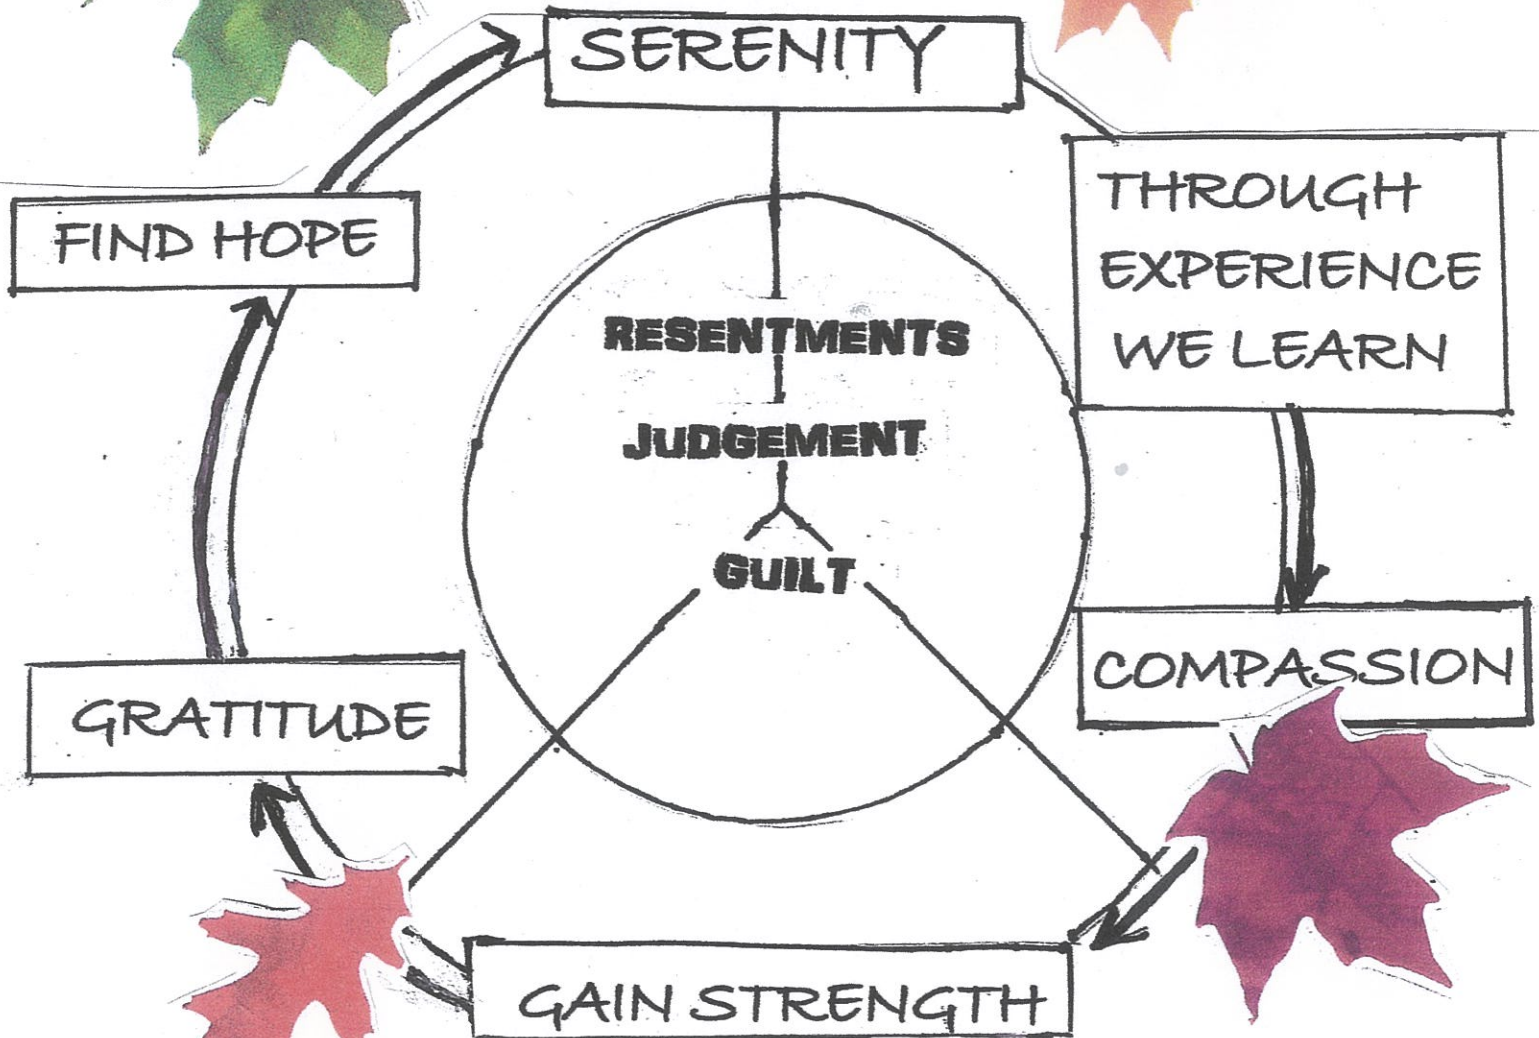 SERENITY
THROUGH
EXPERIENCE
WE LEARN
FIND HOPE
RESENTMENTS
JUDGEMENT
GUILT
COMPASSION
GRATITUDE
GAIN STRENGTH